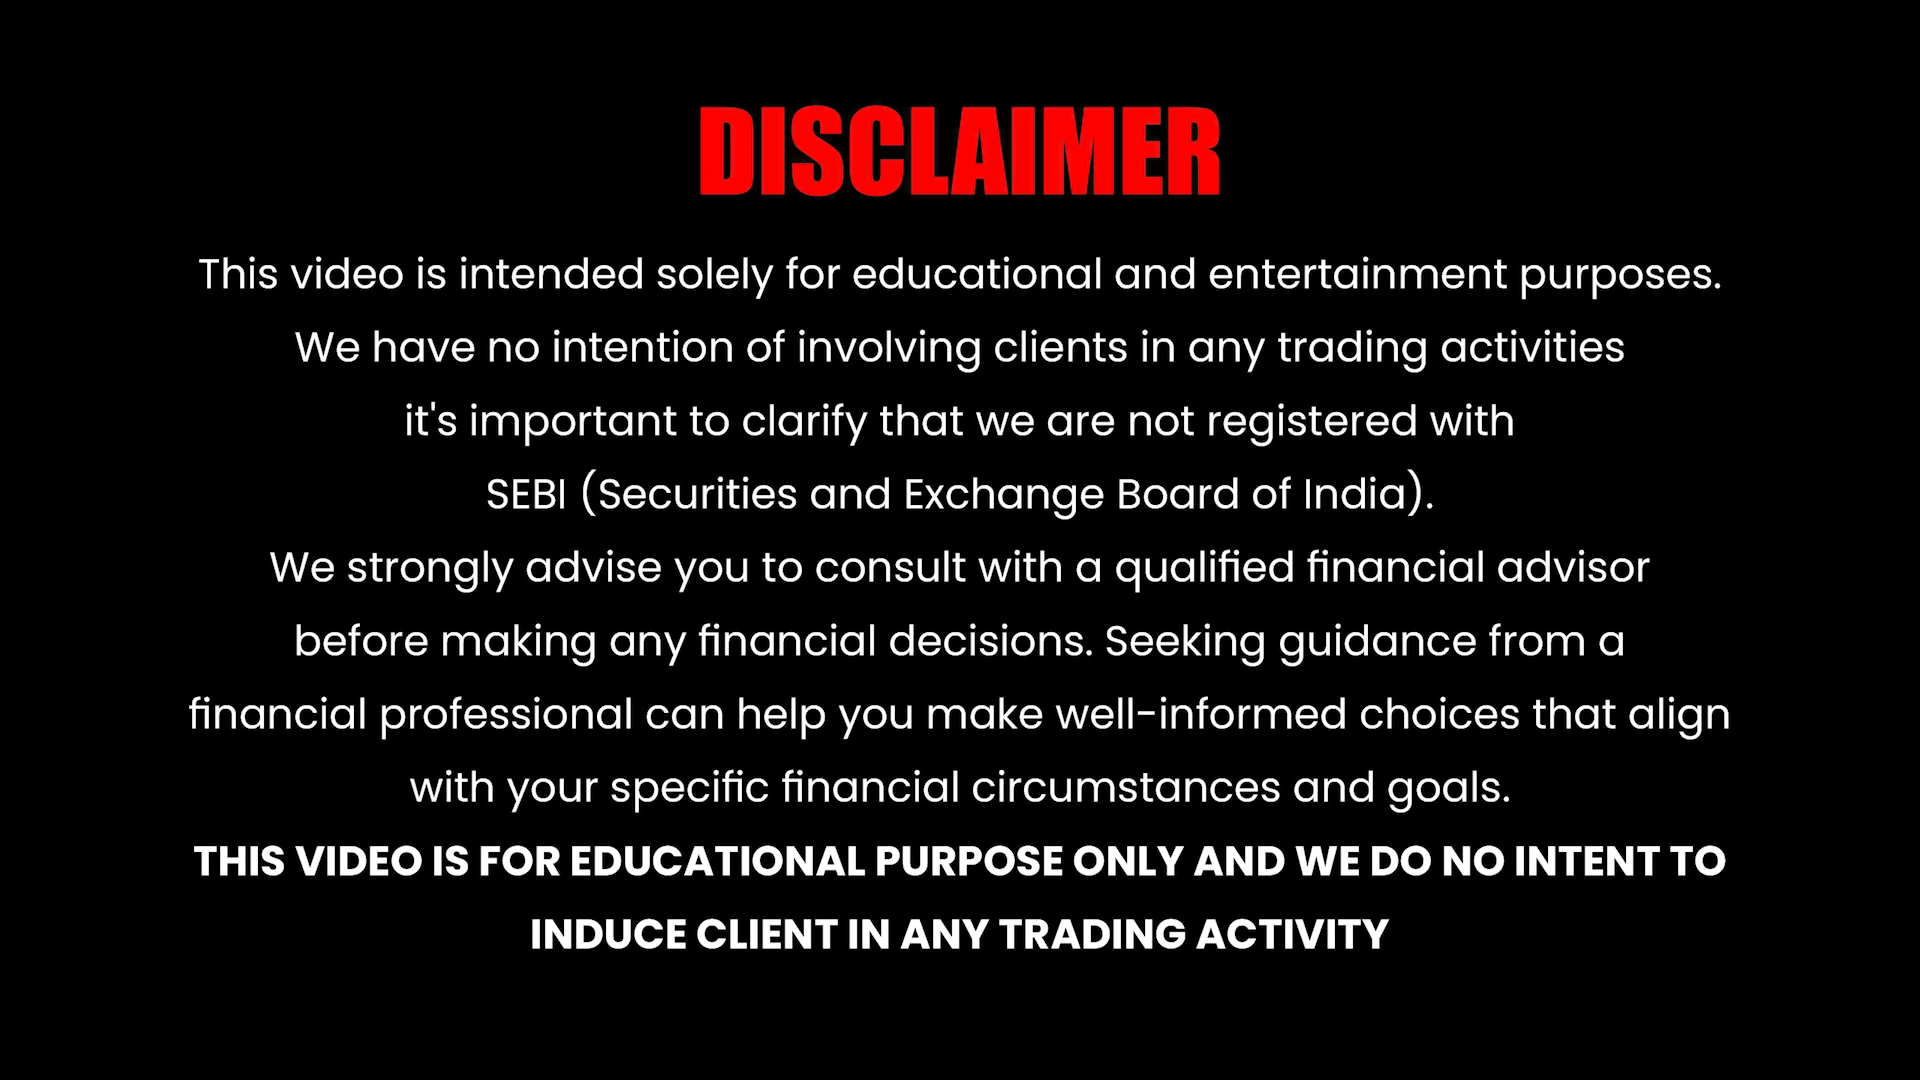 DISCLAIMER
This video is intended solely for educational and entertainment purposes.
We have no intention of involving clients in any trading activities
it's important to clarify that we are not registered with
SEBI (Securities and Exchange Board of India).
We strongly advise you to consult with a qualified financial advisor
before making any financial decisions. Seeking guidance from a
financial professional can help you make well-informed choices that align
with your specific financial circumstances and goals.
THIS VIDEO IS FOR EDUCATIONAL PURPOSE ONLY AND WE DO NO INTENT TO
INDUCE CLIENT IN ANY TRADING ACTIVITY